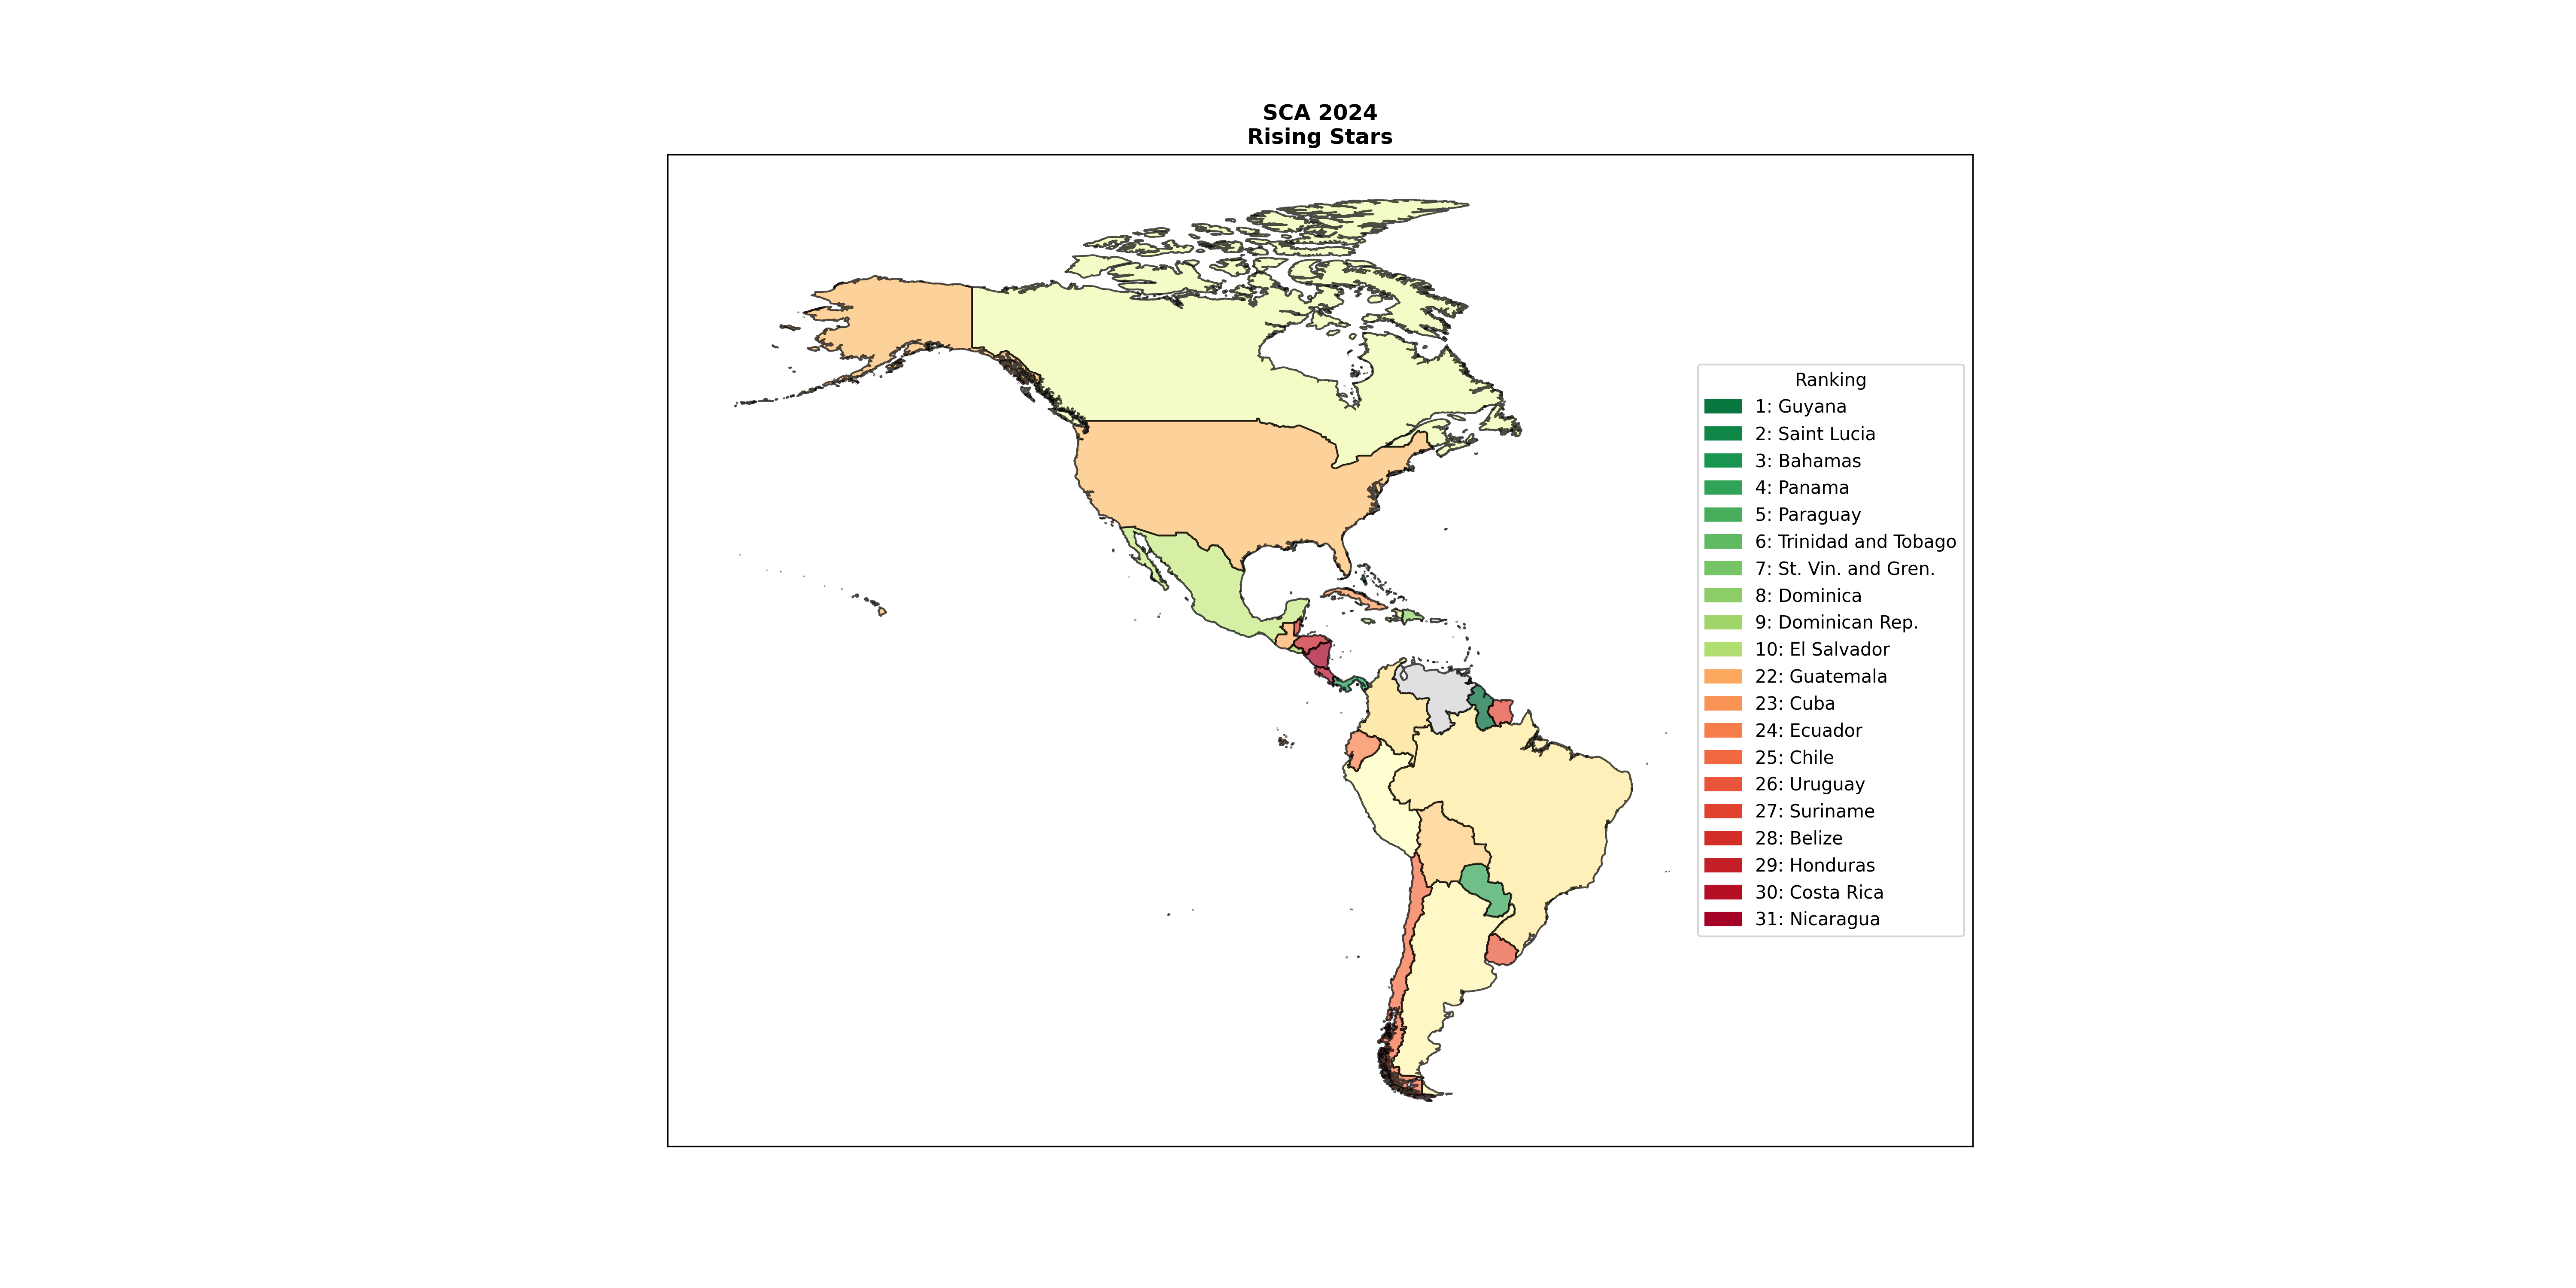 SCA 2024
Rising Stars
Ranking
1: Guyana
2: Saint Lucia
3: Bahamas
4: Panama
5: Paraguay
6: Trinidad and Tobago
7: St. Vin. and Gren.
8: Dominica
9: Dominican Rep.
10: El Salvador
22: Guatemala
23: Cuba
24: Ecuador
25: Chile
26: Uruguay
27: Suriname
28: Belize
29: Honduras
30: Costa Rica
31: Nicaragua